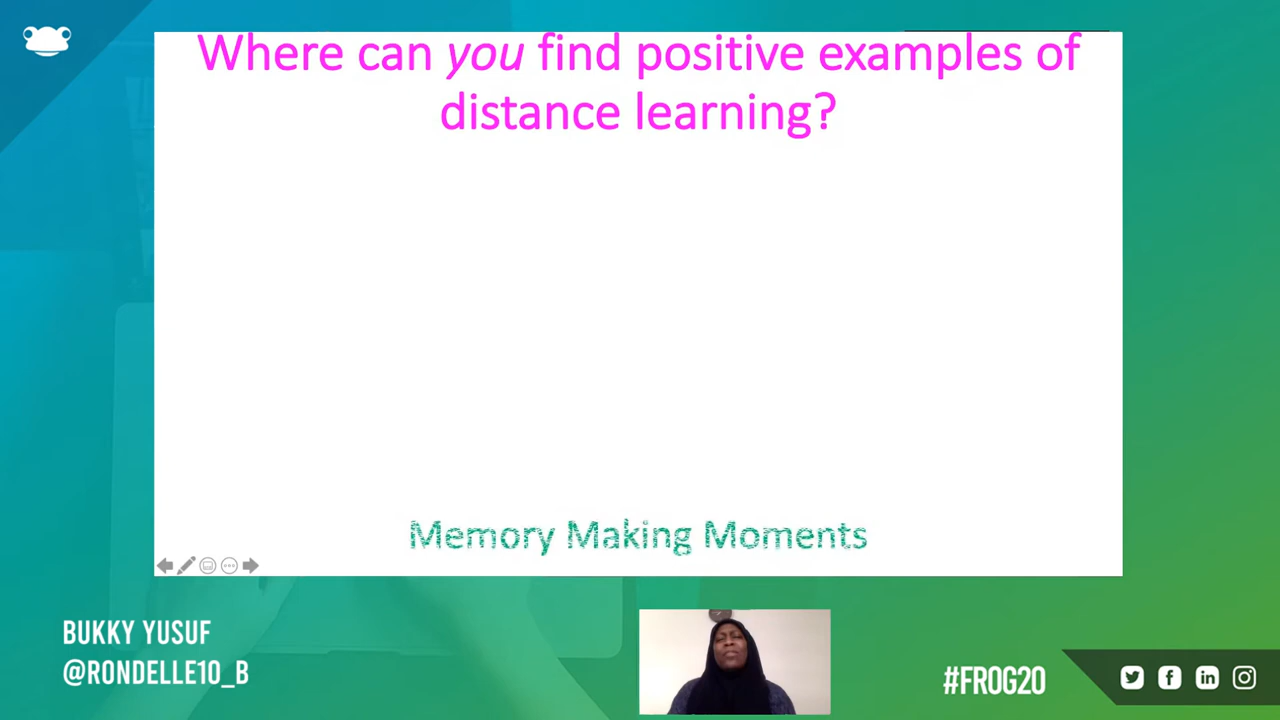 Where can you find positive examples of
distance learning?
Memory Making Moments
BUKKY YUSUF
@RONDELLE10_B
#FROG20